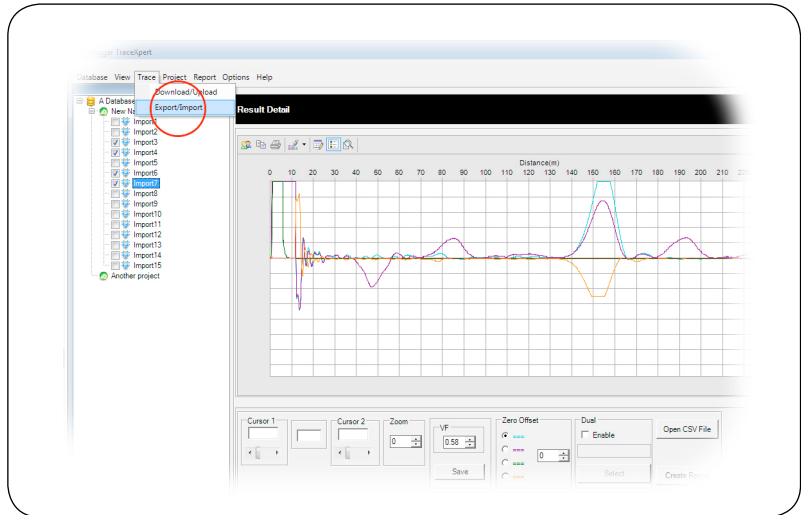 TraceXpert
Database View Trace Project Report Options Help
Download/Upload
Export/Import
A Database
New Na
Import1
Import2
Import3
Import4
Import5
Import6
Import7
Import8
Import9
Import10
Import11
Import12
Import13
Import14
Import15
Another project
Result Detail
Distance(m)
0 10 20 30 40 50 60 70 80 90 100 110 120 130 140 150 160 170 180 190 200 210
Cursor 1
Cursor 2
Zoom
0
VF
0.58
Save
Zero Offset
0
Dual
Enable
Select
Open CSV File
Create